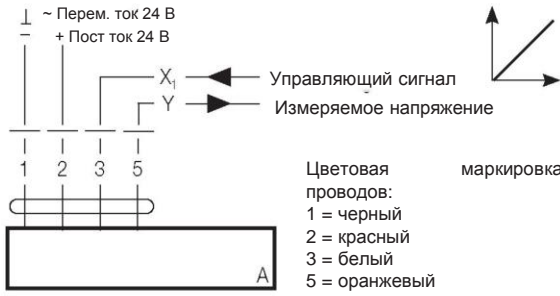 ⊥ ~ Перем. ток 24 В
– + Пост ток 24 В
X₁ Управляющий сигнал
Y Измеряемое напряжение
1 2 3 5
A
Цветовая маркировка
проводов:
1 = черный
2 = красный
3 = белый
5 = оранжевый